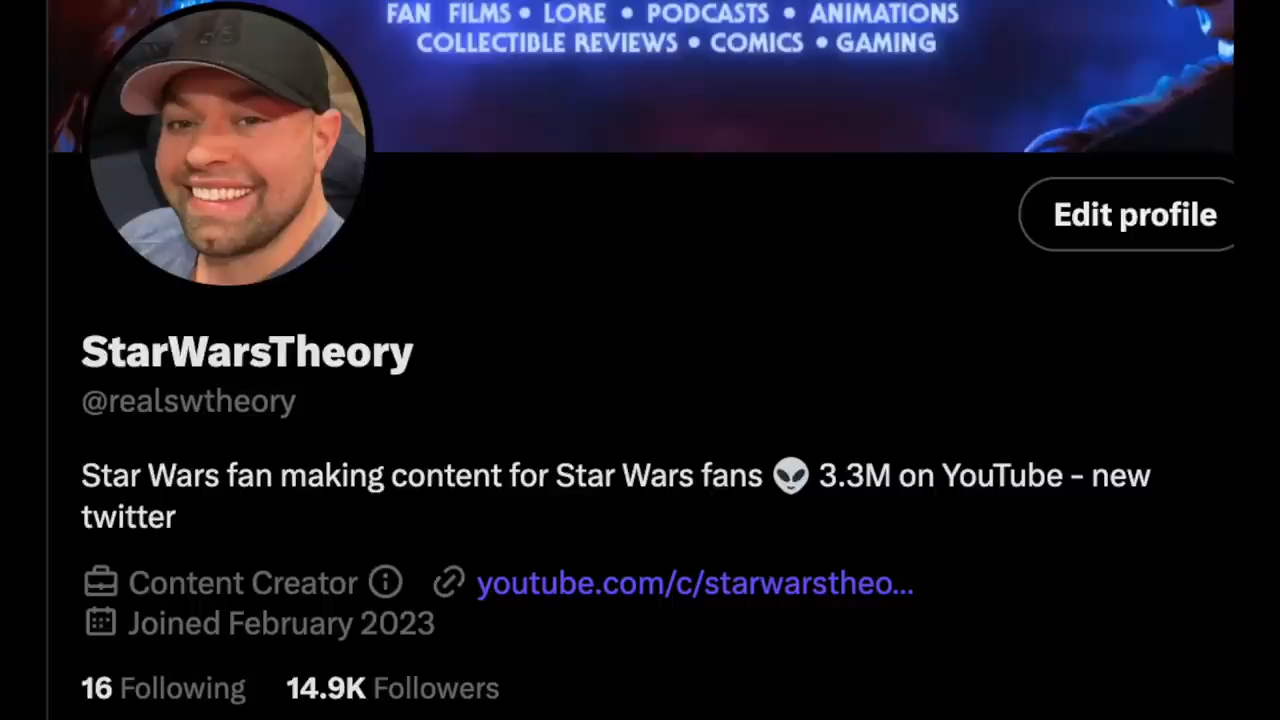 FAN FILMS • LORE • PODCASTS • ANIMATIONS
COLLECTIBLE REVIEWS • COMICS • GAMING
Edit profile
StarWarsTheory
@realswtheory
Star Wars fan making content for Star Wars fans 👽 3.3M on YouTube - new
twitter
Content Creator youtube.com/c/starwarstheo...
Joined February 2023
16 Following 14.9K Followers